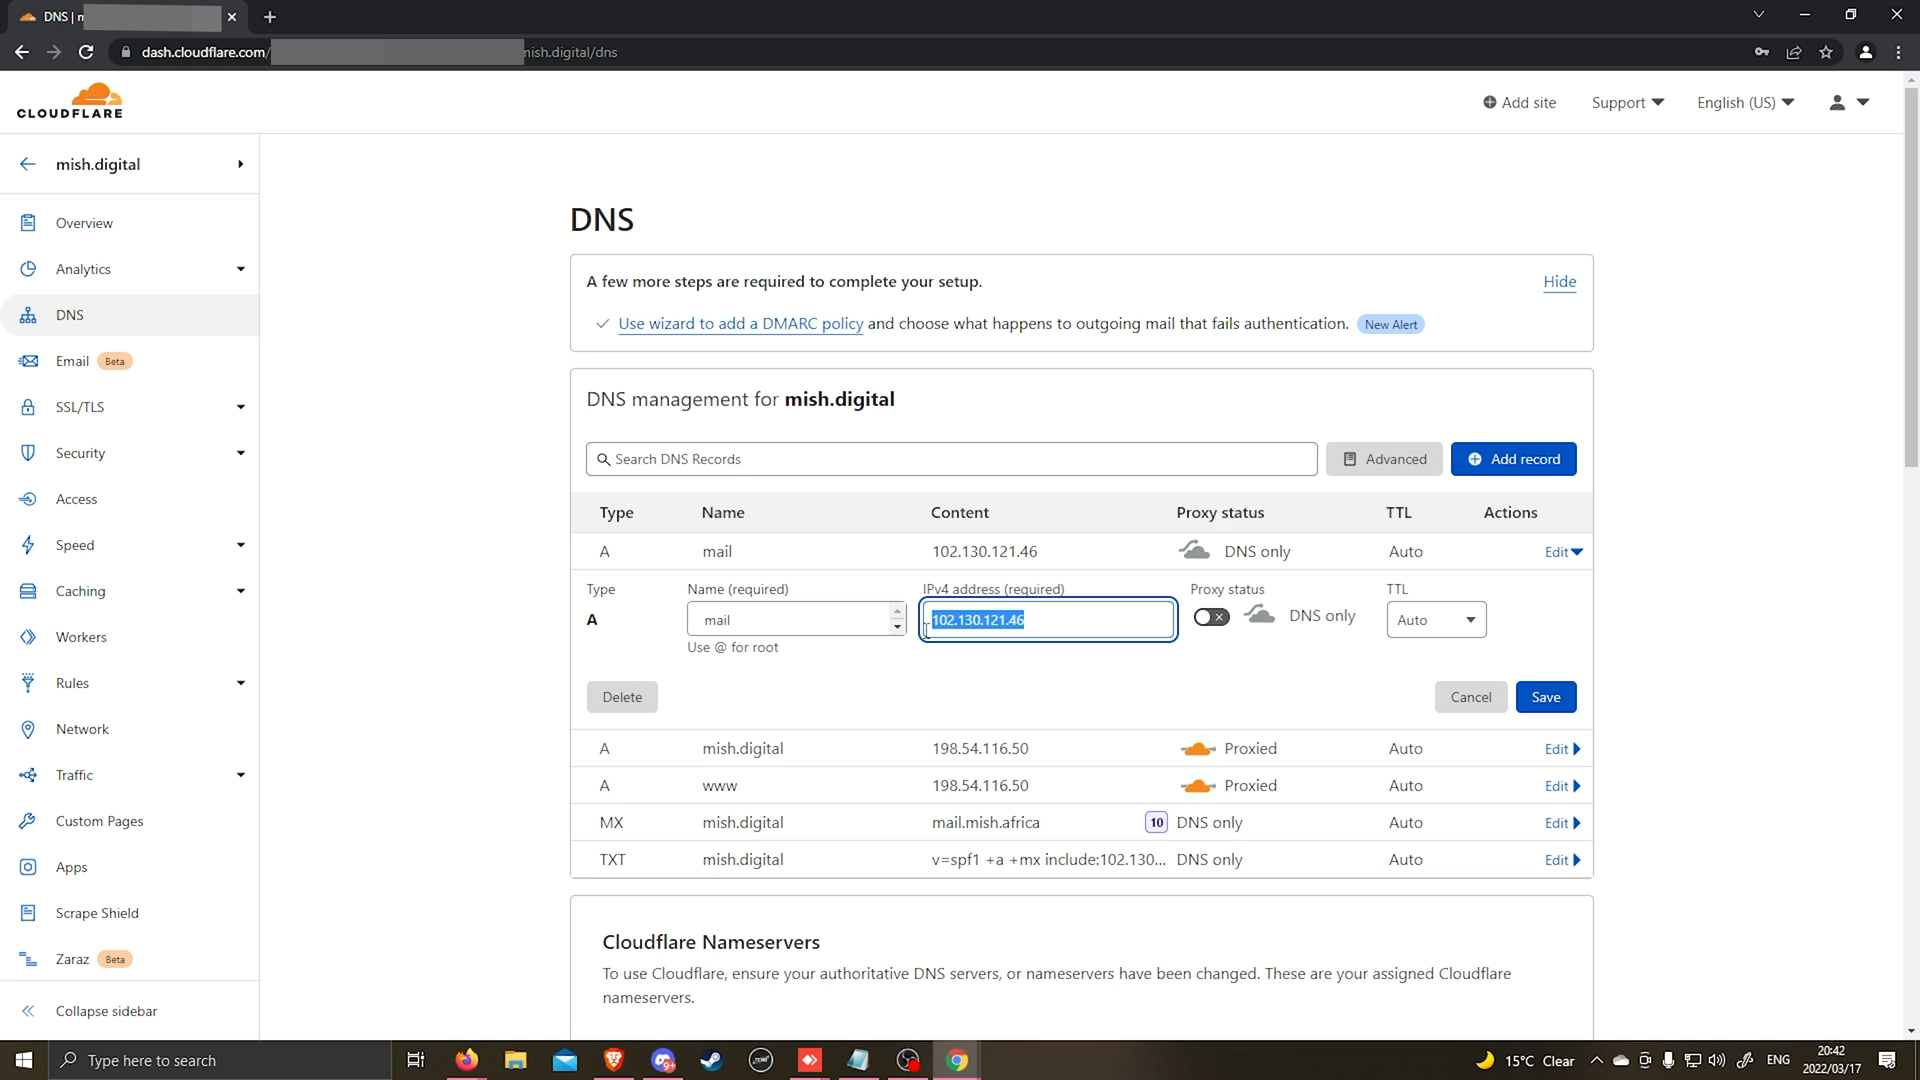 DNS |
dash.cloudflare.com/
nish.digital/dns
CLOUDFLARE
Add site
Support
English (US)
mish.digital
Overview
Analytics
DNS
Email Beta
SSL/TLS
Security
Access
Speed
Caching
Workers
Rules
Network
Traffic
Custom Pages
Apps
Scrape Shield
Zaraz Beta
Collapse sidebar
DNS
A few more steps are required to complete your setup.
Hide
Use wizard to add a DMARC policy and choose what happens to outgoing mail that fails authentication. New Alert
DNS management for mish.digital
Search DNS Records
Advanced
Add record
Type Name Content Proxy status TTL Actions
A mail 102.130.121.46 DNS only Auto Edit
Type Name (required) IPv4 address (required) Proxy status TTL
A mail 102.130.121.46 DNS only Auto
Use @ for root
Delete Cancel Save
A mish.digital 198.54.116.50 Proxied Auto Edit
A www 198.54.116.50 Proxied Auto Edit
MX mish.digital mail.mish.africa 10 DNS only Auto Edit
TXT mish.digital v=spf1 +a +mx include:102.130... DNS only Auto Edit
Cloudflare Nameservers
To use Cloudflare, ensure your authoritative DNS servers, or nameservers have been changed. These are your assigned Cloudflare
nameservers.
Type here to search
15°C Clear
ENG
20:42
2022/03/17